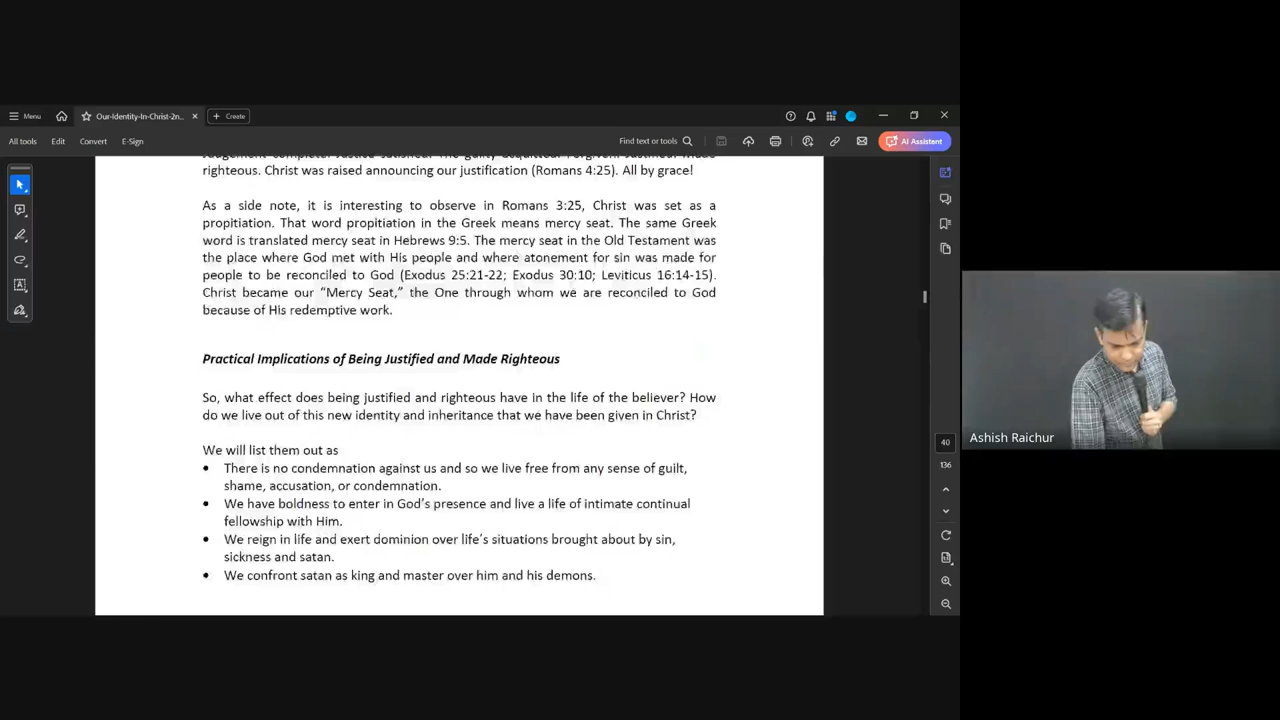 Menu
Our-Identity-In-Christ-2n...
Create
All tools
Edit
Convert
E-Sign
Find text or tools
AI Assistant
Judgement complete. Justice satisfied. The guilty acquitted. Forgiven. Justified. Made
righteous. Christ was raised announcing our justification (Romans 4:25). All by grace!
As a side note, it is interesting to observe in Romans 3:25, Christ was set as a
propitiation. That word propitiation in the Greek means mercy seat. The same Greek
word is translated mercy seat in Hebrews 9:5. The mercy seat in the Old Testament was
the place where God met with His people and where atonement for sin was made for
people to be reconciled to God (Exodus 25:21-22; Exodus 30:10; Leviticus 16:14-15).
Christ became our “Mercy Seat,” the One through whom we are reconciled to God
because of His redemptive work.
Practical Implications of Being Justified and Made Righteous
So, what effect does being justified and righteous have in the life of the believer? How
do we live out of this new identity and inheritance that we have been given in Christ?
We will list them out as
• There is no condemnation against us and so we live free from any sense of guilt,
shame, accusation, or condemnation.
• We have boldness to enter in God’s presence and live a life of intimate continual
fellowship with Him.
• We reign in life and exert dominion over life’s situations brought about by sin,
sickness and satan.
• We confront satan as king and master over him and his demons.
40
136
Ashish Raichur